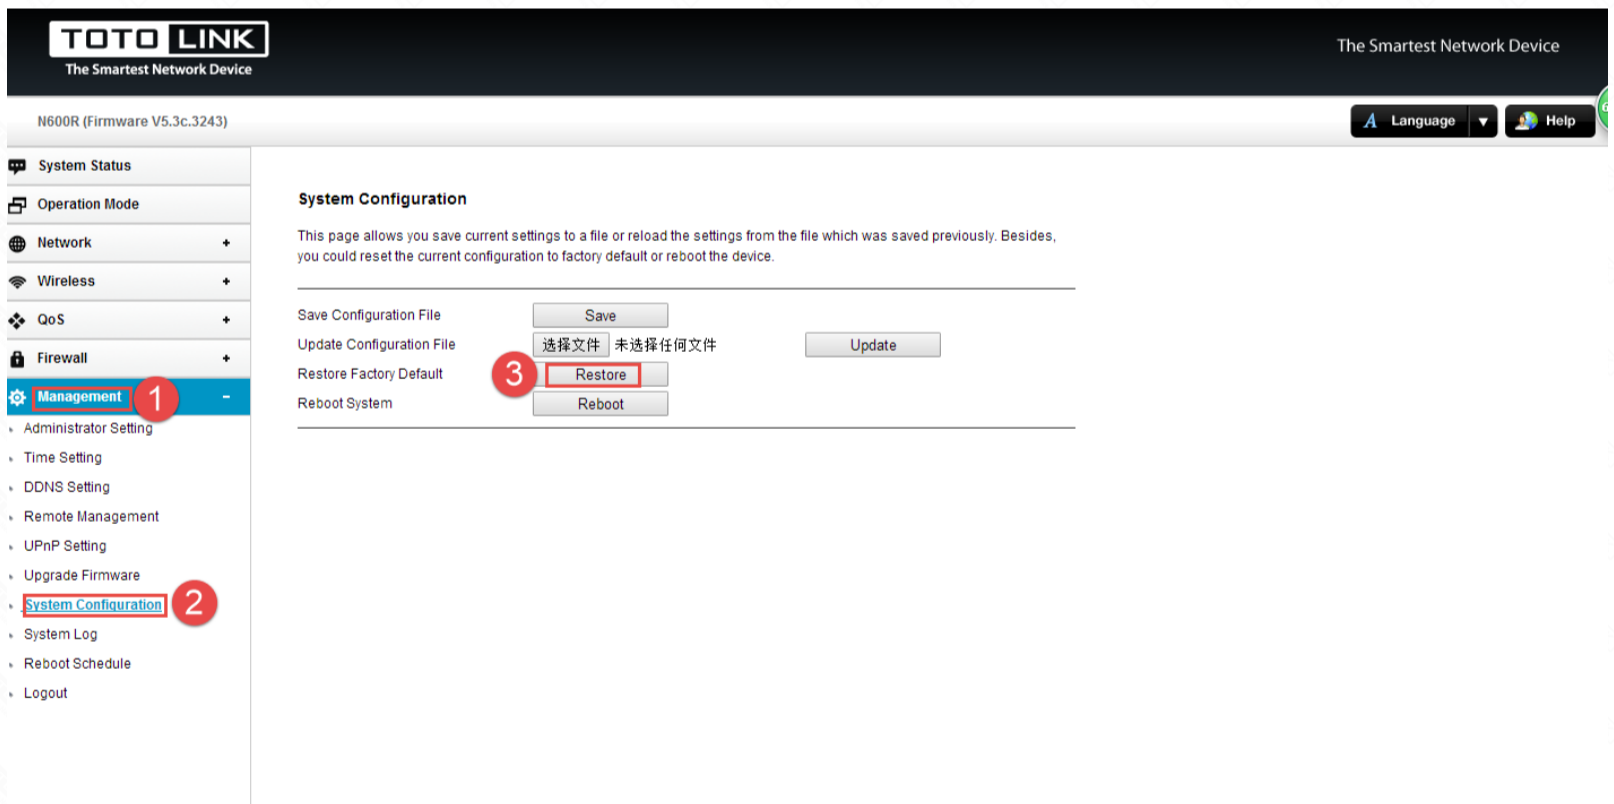 TOTO LINK
The Smartest Network Device
The Smartest Network Device
N600R (Firmware V5.3c.3243)
A Language ▼
Help
System Status
Operation Mode
Network +
Wireless +
QoS +
Firewall +
Management 1 -
Administrator Setting
Time Setting
DDNS Setting
Remote Management
UPnP Setting
Upgrade Firmware
System Configuration 2
System Log
Reboot Schedule
Logout
System Configuration
This page allows you save current settings to a file or reload the settings from the file which was saved previously. Besides,
you could reset the current configuration to factory default or reboot the device.
Save Configuration File Save
Update Configuration File 选择文件 未选择任何文件 Update
Restore Factory Default 3 Restore
Reboot System Reboot